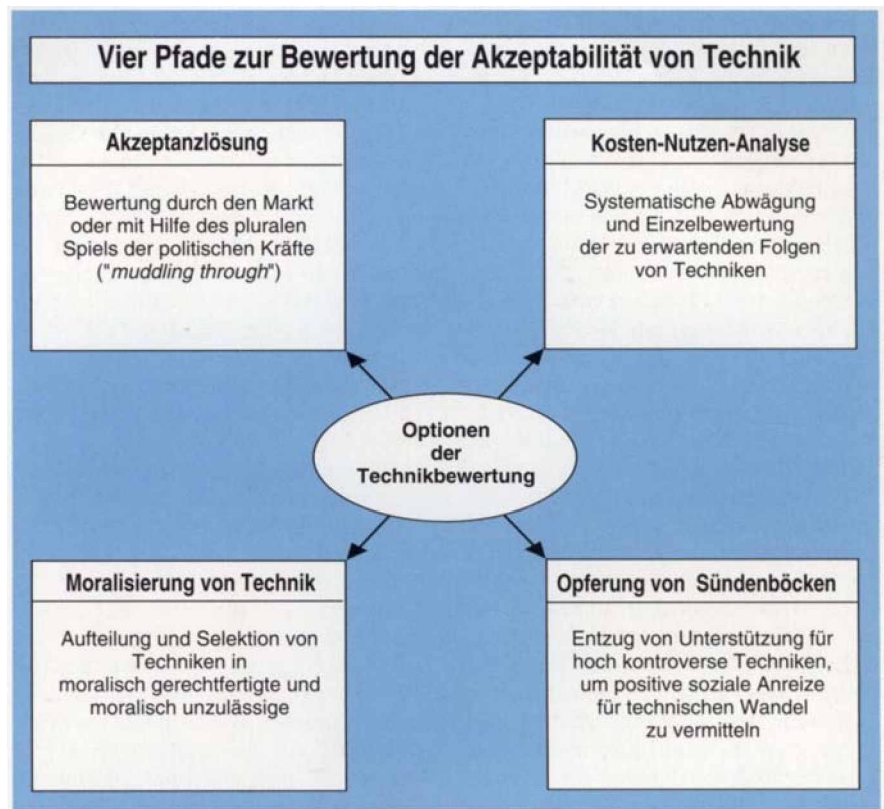 Vier Pfade zur Bewertung der Akzeptabilität von Technik
Akzeptanzlösung
Bewertung durch den Markt
oder mit Hilfe des pluralen
Spiels der politischen Kräfte
("muddling through")
Kosten-Nutzen-Analyse
Systematische Abwägung
und Einzelbewertung
der zu erwartenden Folgen
von Techniken
Optionen
der
Technikbewertung
Moralisierung von Technik
Aufteilung und Selektion von
Techniken in
moralisch gerechtfertigte und
moralisch unzulässige
Opferung von Sündenböcken
Entzug von Unterstützung für
hoch kontroverse Techniken,
um positive soziale Anreize
für technischen Wandel
zu vermitteln